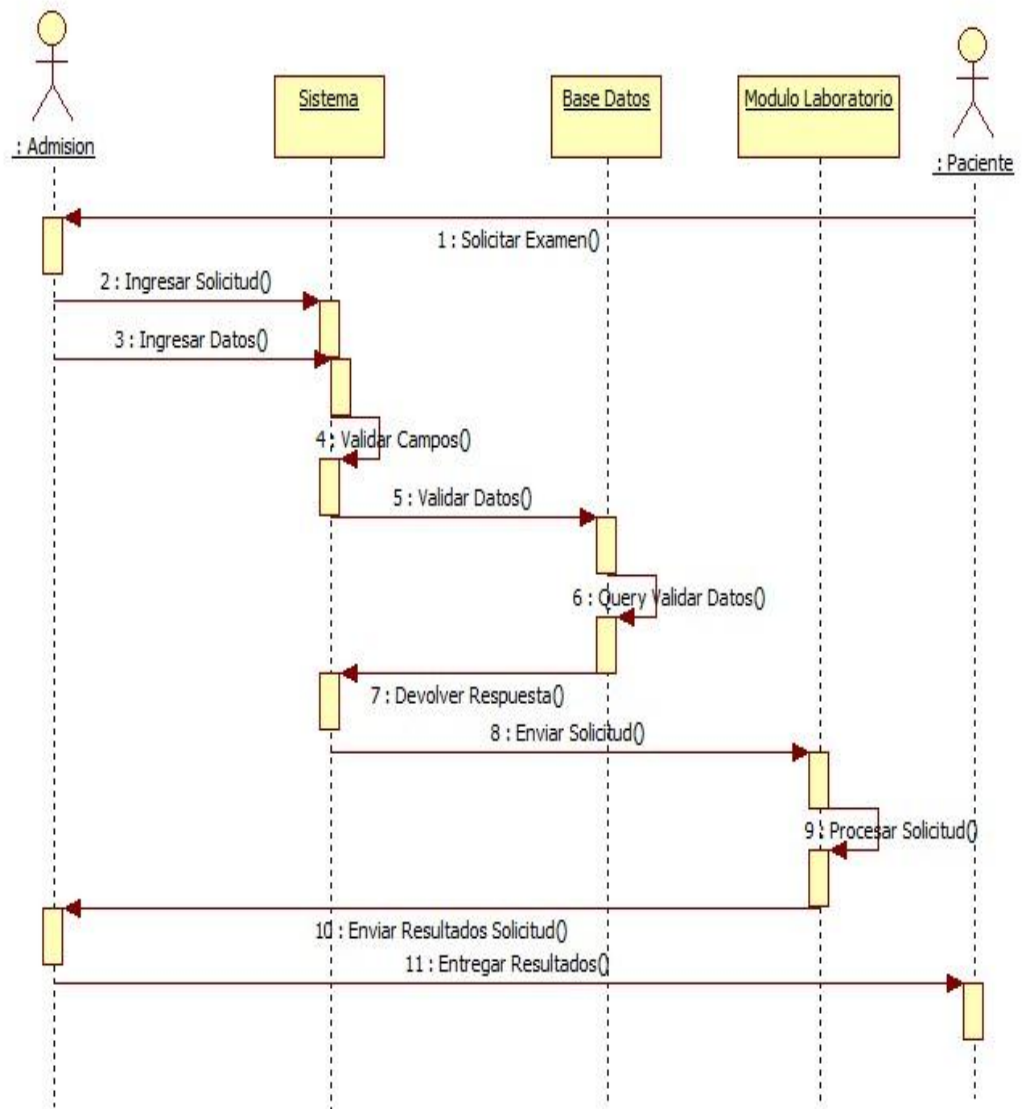 : Admision
Sistema
Base Datos
Modulo Laboratorio
: Paciente
1 : Solicitar Examen()
2 : Ingresar Solicitud()
3 : Ingresar Datos()
4 : Validar Campos()
5 : Validar Datos()
6 : Query Validar Datos()
7 : Devolver Respuesta()
8 : Enviar Solicitud()
9 : Procesar Solicitud()
10 : Enviar Resultados Solicitud()
11 : Entregar Resultados()